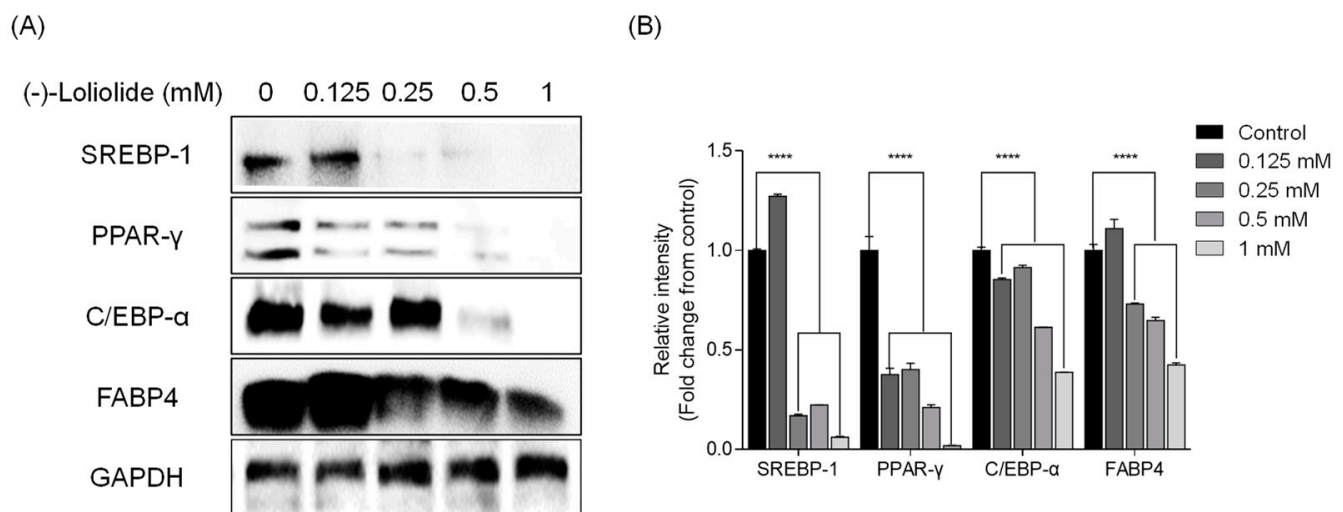 (A)
(-)-Loliolide (mM) 0 0.125 0.25 0.5 1
SREBP-1
PPAR-γ
C/EBP-α
FABP4
GAPDH
(B)
Control
0.125 mM
0.25 mM
0.5 mM
1 mM
Relative intensity
(Fold change from control)
1.5
1.0
0.5
0.0
**** **** **** ****
SREBP-1 PPAR-γ C/EBP-α FABP4